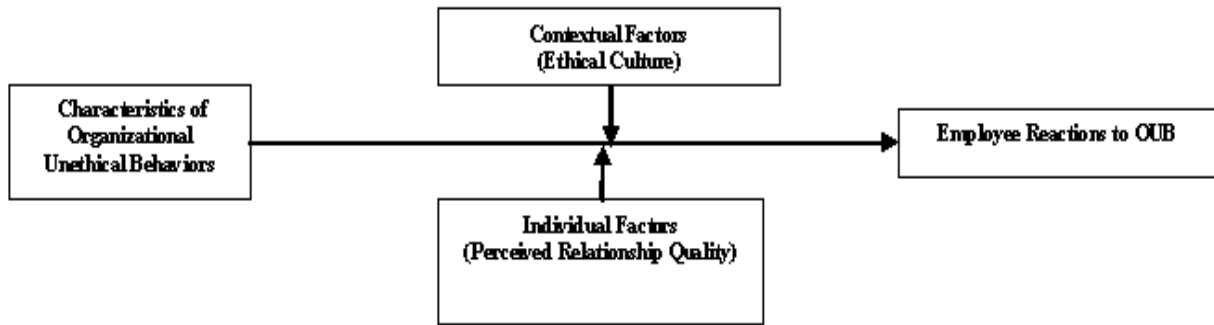 Contextual Factors
(Ethical Culture)
Characteristics of
Organizational
Unethical Behaviors
Employee Reactions to OUB
Individual Factors
(Perceived Relationship Quality)